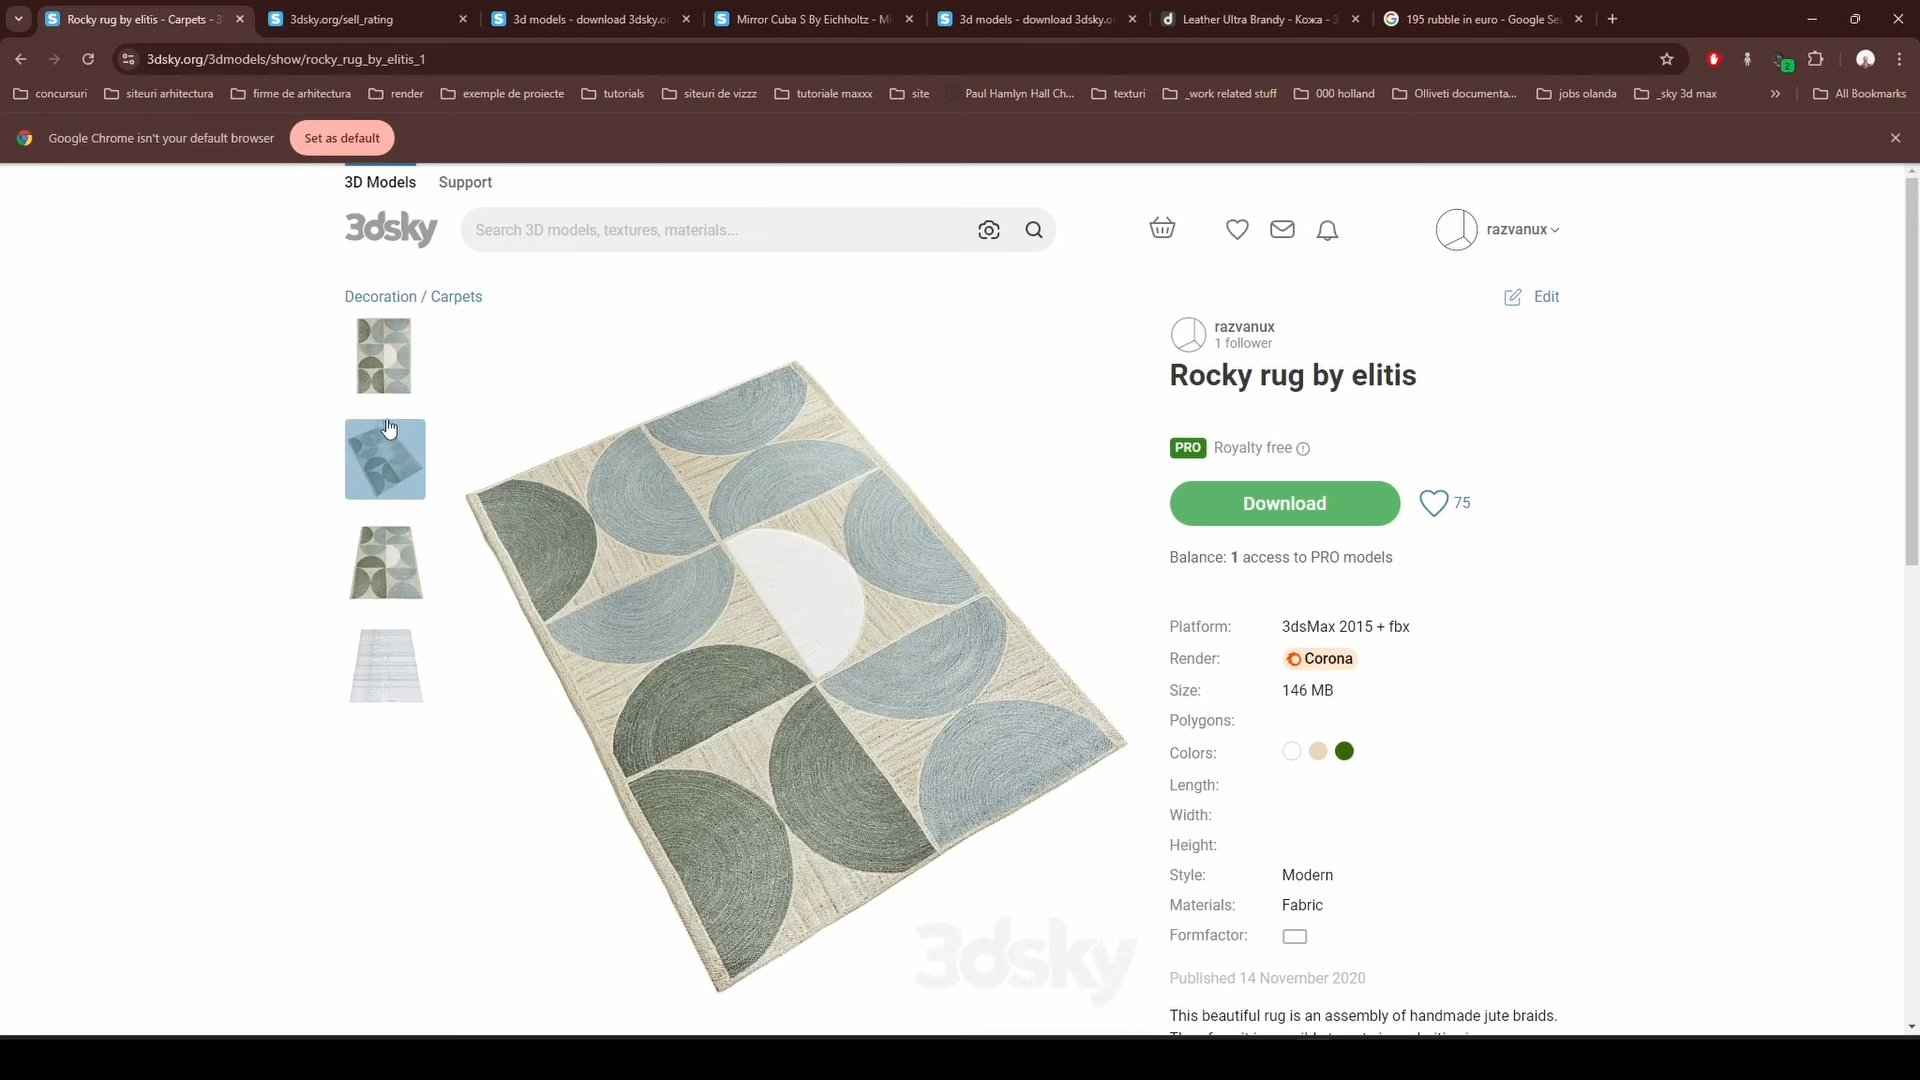 Rocky rug by elitis - Carpets - 3
3dsky.org/sell_rating
3d models - download 3dsky.or
Mirror Cuba S By Eichholtz - Mi
3d models - download 3dsky.or
Leather Ultra Brandy - Кожа - 3
195 rubble in euro - Google Se
3dsky.org/3dmodels/show/rocky_rug_by_elitis_1
2
concursuri
siteuri arhitectura
firme de arhitectura
render
exemple de proiecte
tutorials
siteuri de vizzz
tutoriale maxxx
site
Paul Hamlyn Hall Ch...
texturi
_work related stuff
000 holland
Olliveti documenta...
jobs olanda
_sky 3d max
»
All Bookmarks
Google Chrome isn't your default browser
Set as default
3D Models
Support
3dsky
Search 3D models, textures, materials...
razvanux
Decoration / Carpets
Edit
razvanux
1 follower
Rocky rug by elitis
PRO Royalty free
Download
75
Balance: 1 access to PRO models
Platform: 3dsMax 2015 + fbx
Render: Corona
Size: 146 MB
Polygons:
Colors:
Length:
Width:
Height:
Style: Modern
Materials: Fabric
Formfactor:
3dsky
Published 14 November 2020
This beautiful rug is an assembly of handmade jute braids.